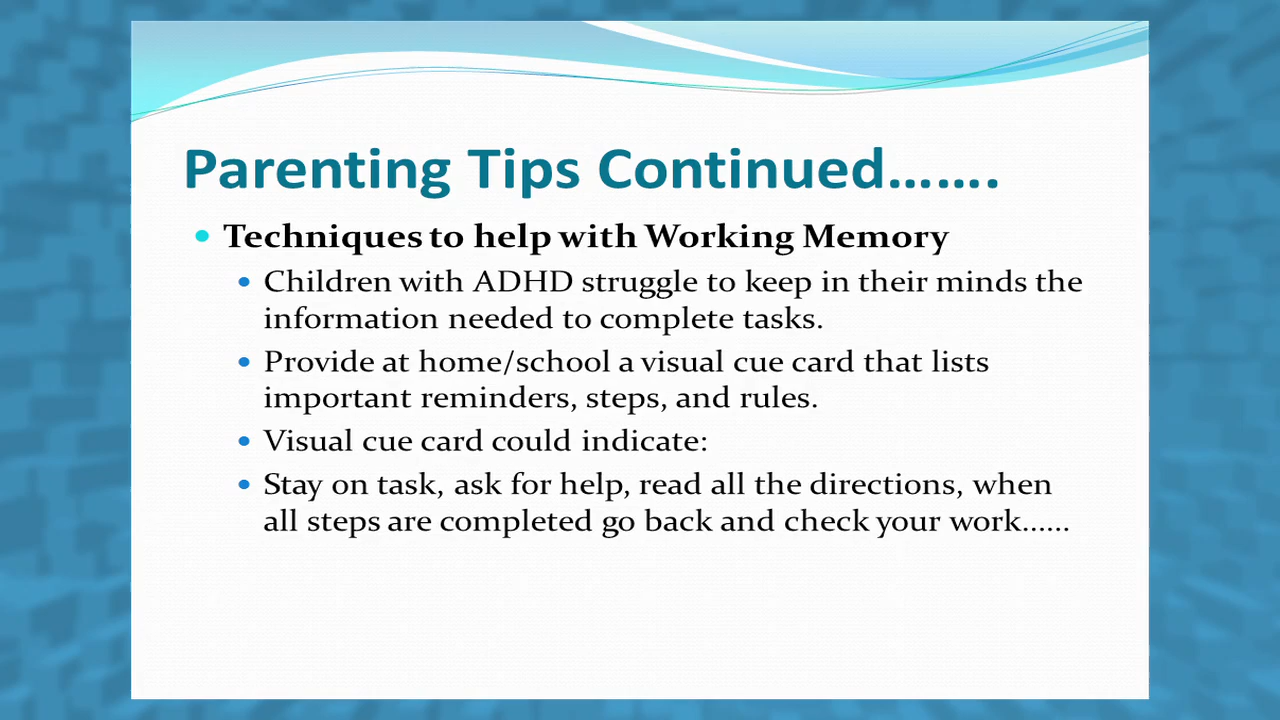 Parenting Tips Continued…….
• Techniques to help with Working Memory
• Children with ADHD struggle to keep in their minds the
information needed to complete tasks.
• Provide at home/school a visual cue card that lists
important reminders, steps, and rules.
• Visual cue card could indicate:
• Stay on task, ask for help, read all the directions, when
all steps are completed go back and check your work……